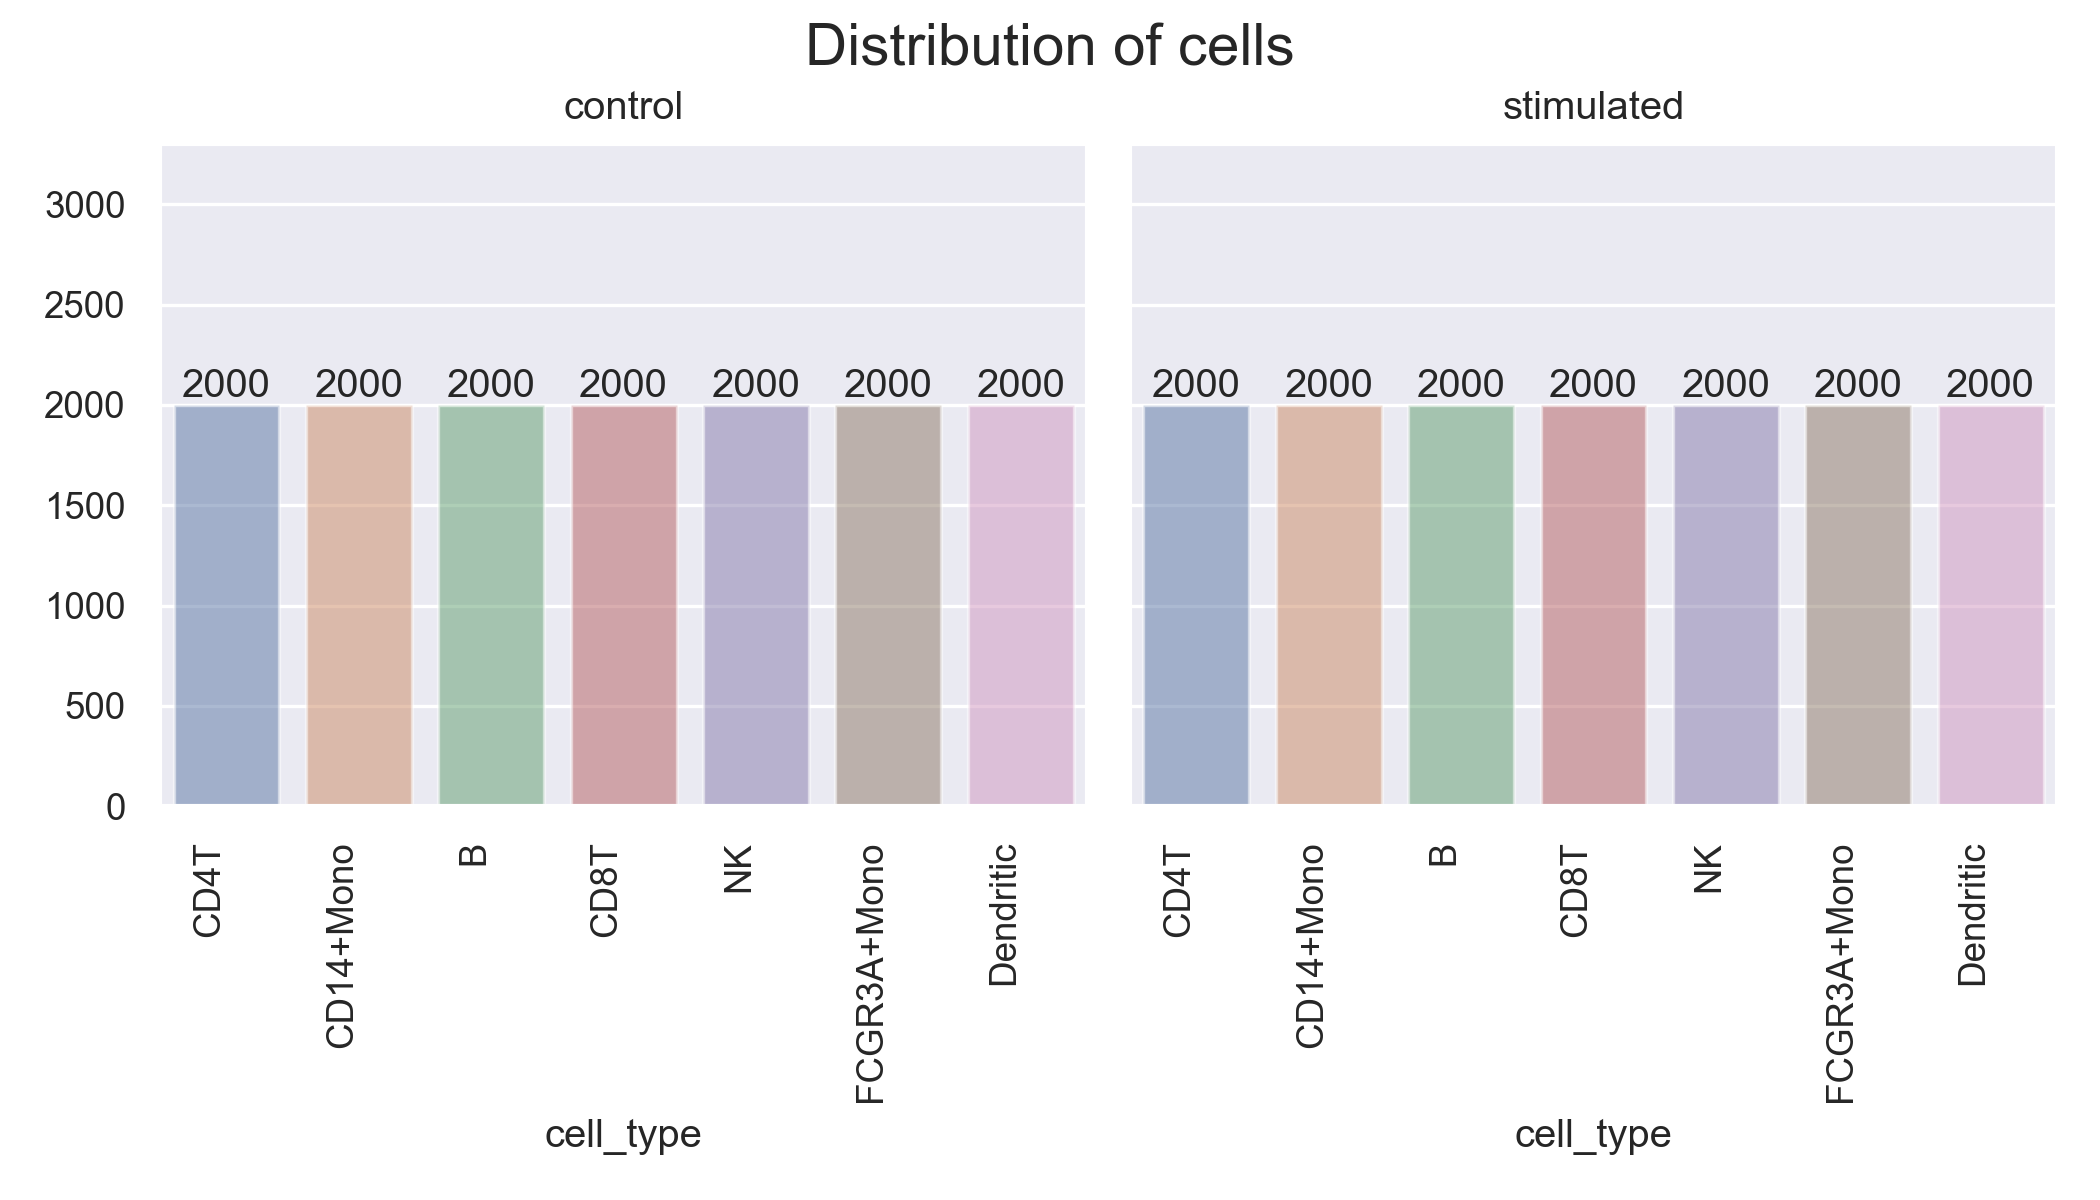 Distribution of cells
control
stimulated
3000
2500
2000
1500
1000
500
0
2000 2000 2000 2000 2000 2000 2000
2000 2000 2000 2000 2000 2000 2000
CD4T
CD14+Mono
B
CD8T
NK
FCGR3A+Mono
Dendritic
cell_type
CD4T
CD14+Mono
B
CD8T
NK
FCGR3A+Mono
Dendritic
cell_type